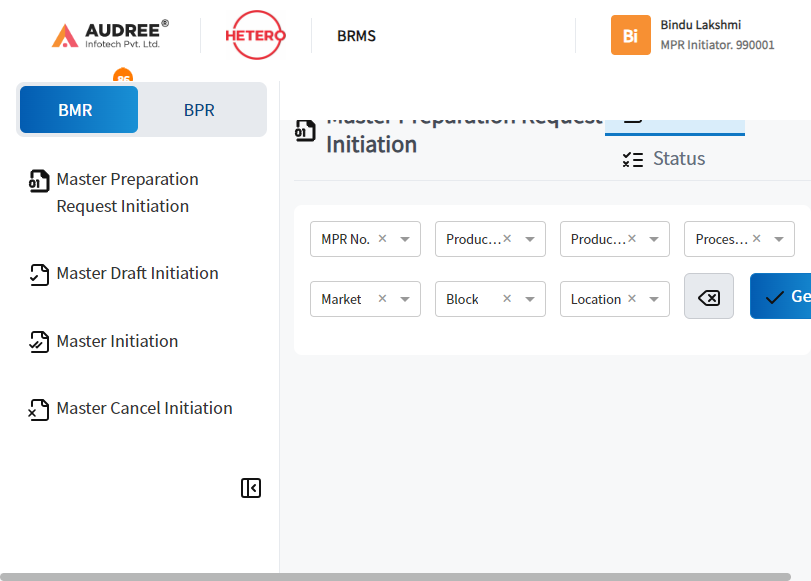 AUDREE®
Infotech Pvt. Ltd.
HETERO
BRMS
Bi
Bindu Lakshmi
MPR Initiator. 990001
BMR
BPR
Master Preparation
Request Initiation
Master Draft Initiation
Master Initiation
Master Cancel Initiation
Master Preparation Request
Initiation
Status
MPR No.
Produc...
Produc...
Proces...
Market
Block
Location
Ge